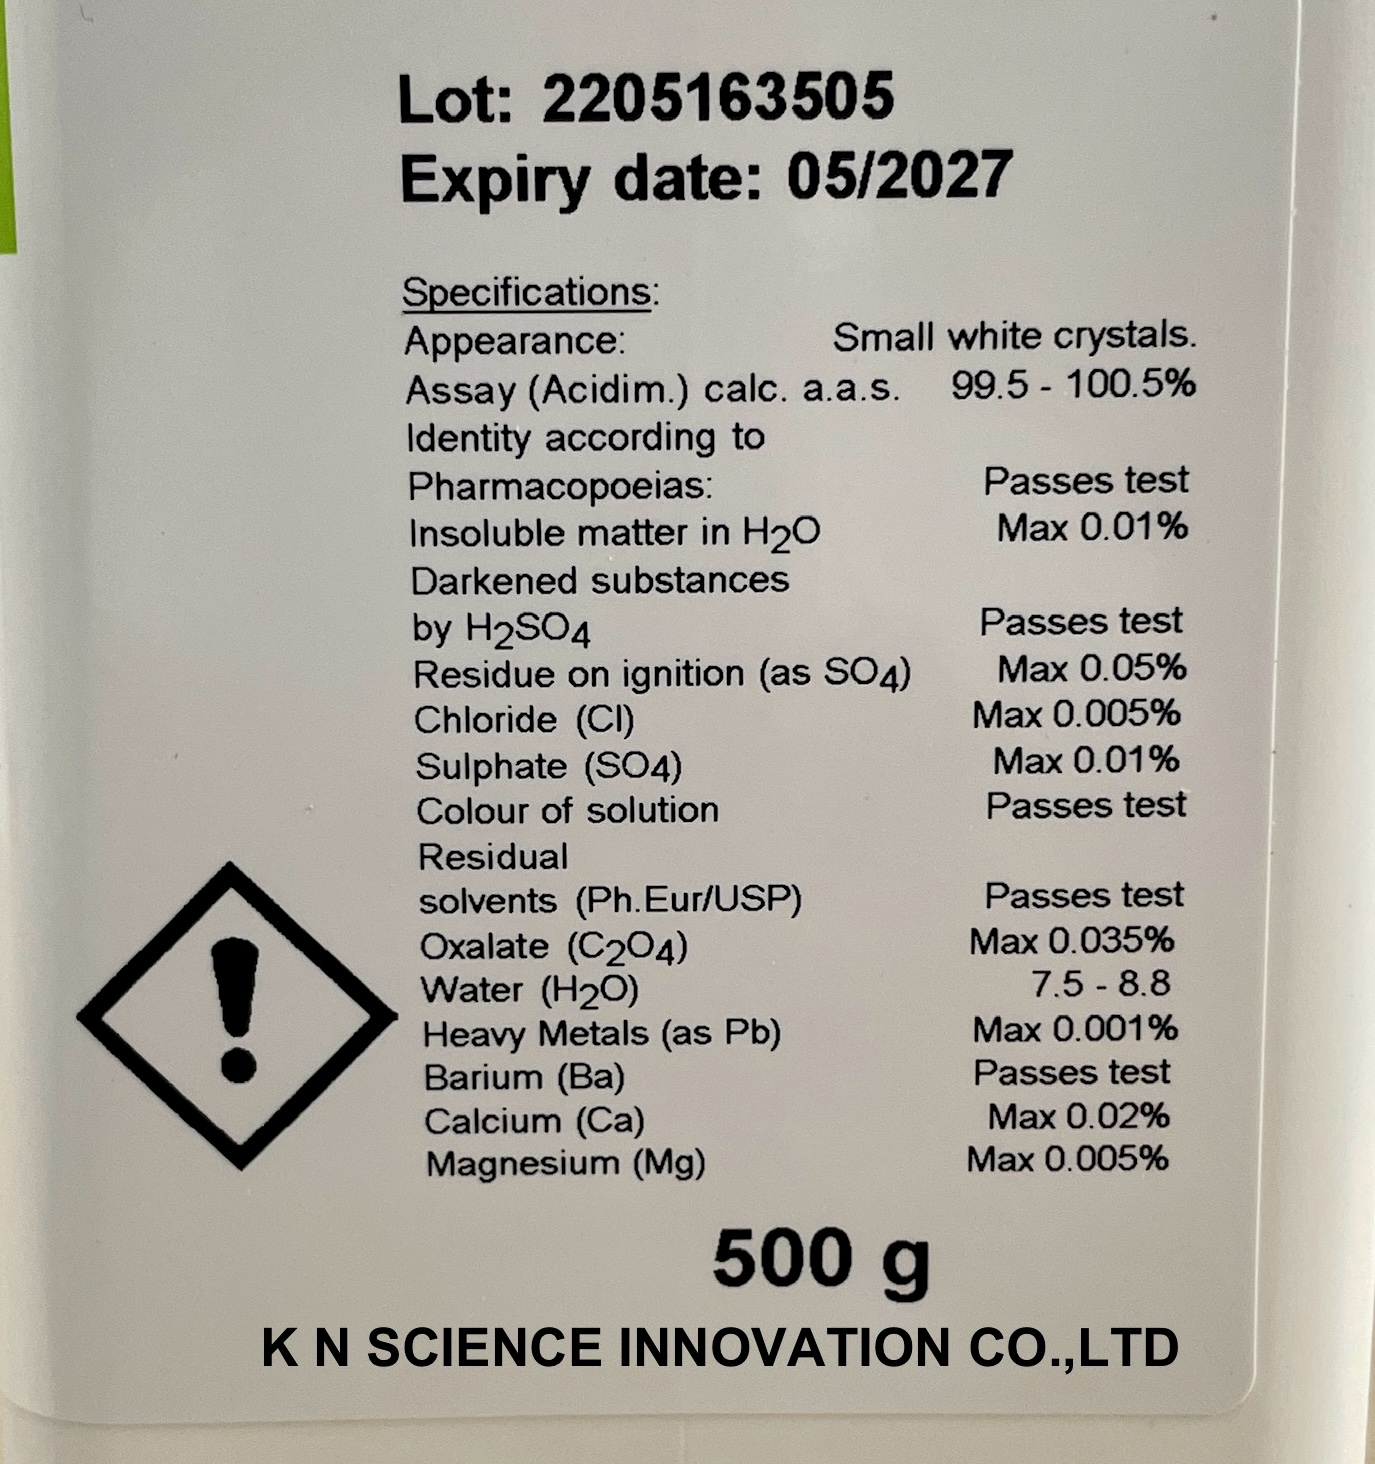 Lot: 2205163505
Expiry date: 05/2027
Specifications:
Appearance: Small white crystals.
Assay (Acidim.) calc. a.a.s. 99.5 - 100.5%
Identity according to
Pharmacopoeias: Passes test
Insoluble matter in H2O Max 0.01%
Darkened substances
by H2SO4 Passes test
Residue on ignition (as SO4) Max 0.05%
Chloride (Cl) Max 0.005%
Sulphate (SO4) Max 0.01%
Colour of solution Passes test
Residual
solvents (Ph.Eur/USP) Passes test
Oxalate (C2O4) Max 0.035%
Water (H2O) 7.5 - 8.8
Heavy Metals (as Pb) Max 0.001%
Barium (Ba) Passes test
Calcium (Ca) Max 0.02%
Magnesium (Mg) Max 0.005%
500 g
K N SCIENCE INNOVATION CO.,LTD